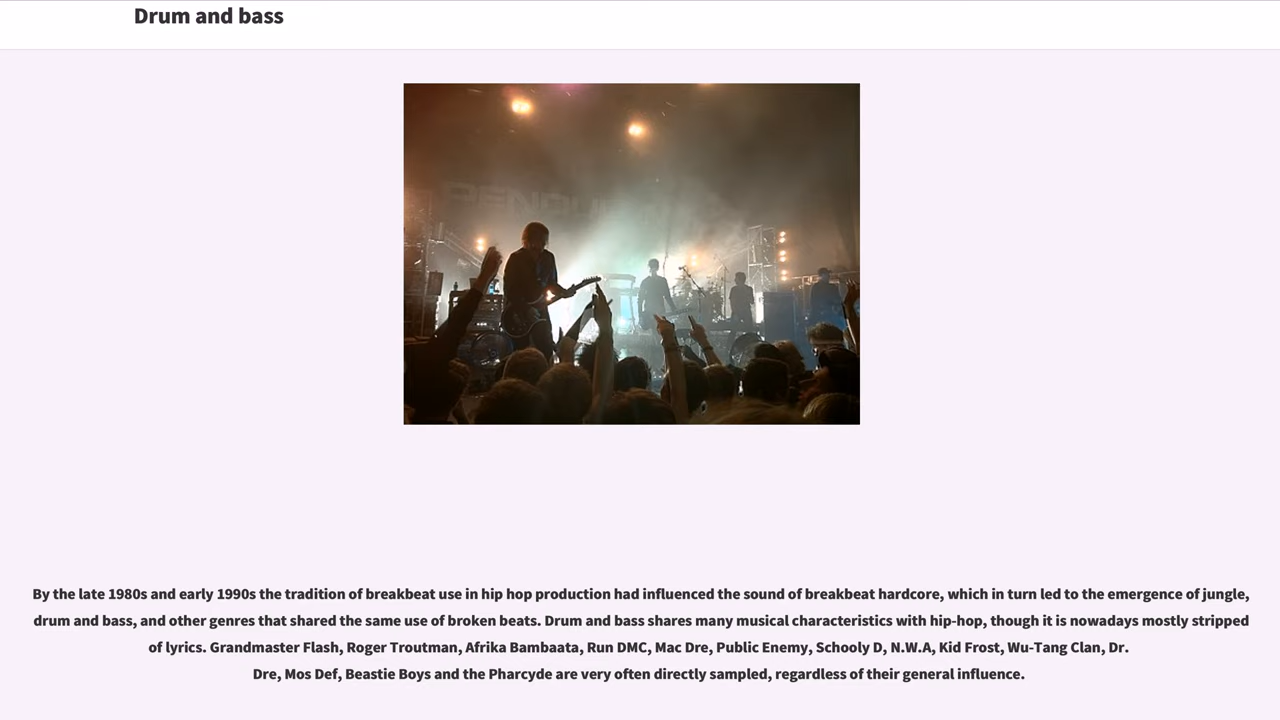 Drum and bass
By the late 1980s and early 1990s the tradition of breakbeat use in hip hop production had influenced the sound of breakbeat hardcore, which in turn led to the emergence of jungle,
drum and bass, and other genres that shared the same use of broken beats. Drum and bass shares many musical characteristics with hip-hop, though it is nowadays mostly stripped
of lyrics. Grandmaster Flash, Roger Troutman, Afrika Bambaata, Run DMC, Mac Dre, Public Enemy, Schooly D, N.W.A, Kid Frost, Wu-Tang Clan, Dr.
Dre, Mos Def, Beastie Boys and the Pharcyde are very often directly sampled, regardless of their general influence.